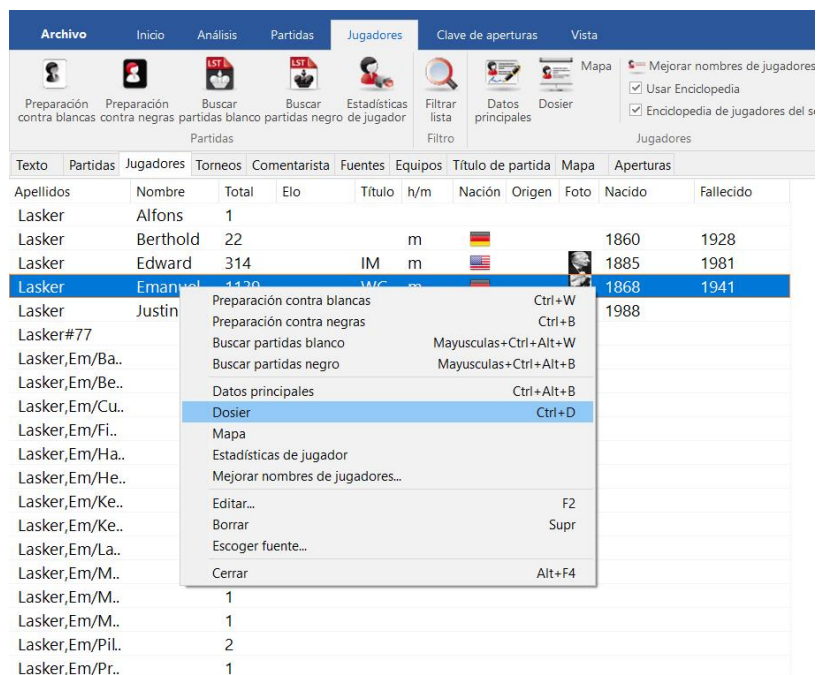 Archivo Inicio Análisis Partidas Jugadores Clave de aperturas Vista
Preparación contra blancas
Preparación contra negras
Buscar partidas blanco
Buscar partidas negro
Estadísticas de jugador
Filtrar lista
Datos principales
Dosier
Mapa
Mejorar nombres de jugadores
Usar Enciclopedia
Enciclopedia de jugadores del
Partidas Filtro Jugadores
Texto Partidas Jugadores Torneos Comentarista Fuentes Equipos Título de partida Mapa Aperturas
Apellidos Nombre Total Elo Título h/m Nación Origen Foto Nacido Fallecido
Lasker Alfons 1
Lasker Berthold 22 m 1860 1928
Lasker Edward 314 IM m 1885 1981
Lasker Emanuel 1139 WC m 1868 1941
Lasker Justin 1988
Lasker#77
Lasker,Em/Ba..
Lasker,Em/Be..
Lasker,Em/Cu..
Lasker,Em/Fi..
Lasker,Em/Ha..
Lasker,Em/He..
Lasker,Em/Ke..
Lasker,Em/Ke..
Lasker,Em/La..
Lasker,Em/M..
Lasker,Em/M.. 1
Lasker,Em/M.. 1
Lasker,Em/Pil.. 2
Lasker,Em/Pr.. 1
Preparación contra blancas Ctrl+W
Preparación contra negras Ctrl+B
Buscar partidas blanco Mayusculas+Ctrl+Alt+W
Buscar partidas negro Mayusculas+Ctrl+Alt+B
Datos principales Ctrl+Alt+B
Dosier Ctrl+D
Mapa
Estadísticas de jugador
Mejorar nombres de jugadores...
Editar... F2
Borrar Supr
Escoger fuente...
Cerrar Alt+F4